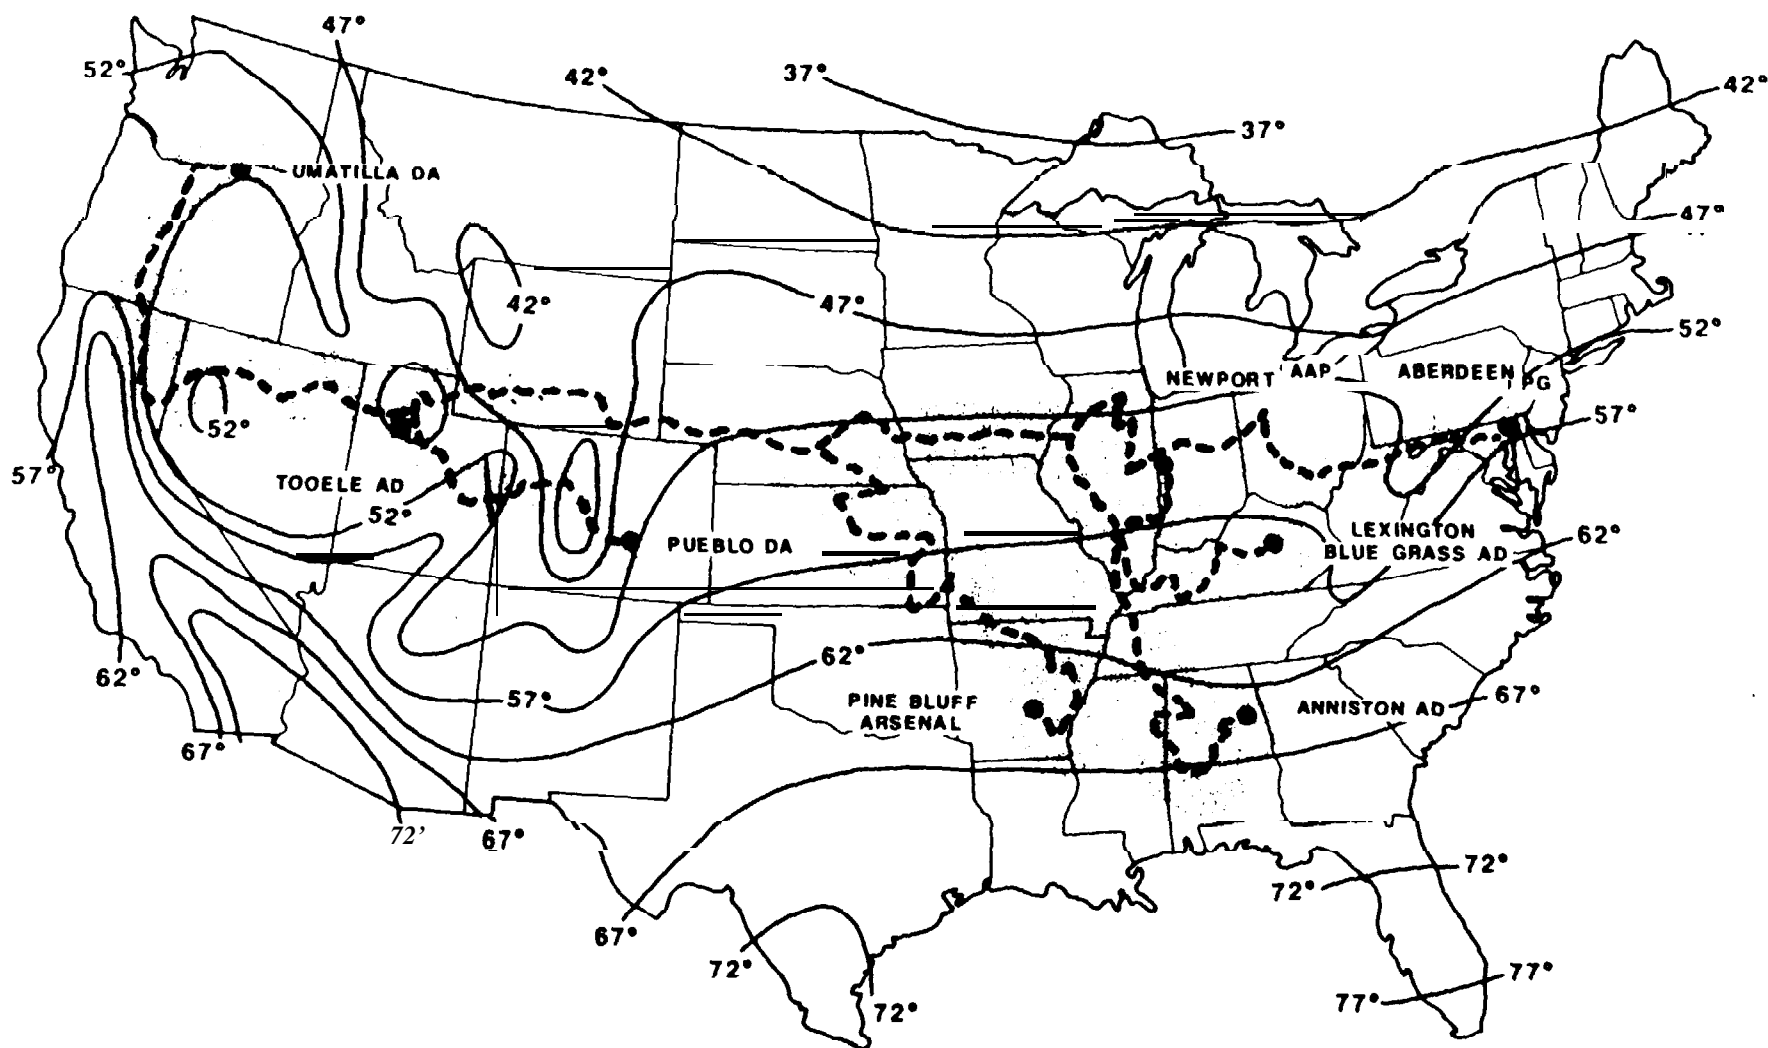 47°
52°
42°
37°
42°
37°
UMATILLA DA
47°
42°
47°
52°
NEWPORT AAP
ABERDEEN PG
52°
57°
57°
TOOELE AD
52°
PUEBLO DA
LEXINGTON
BLUE GRASS AD
62°
62°
62°
57°
PINE BLUFF
ARSENAL
ANNISTON AD
67°
67°
72'
67°
72°
72°
67°
72°
72°
77°
77°